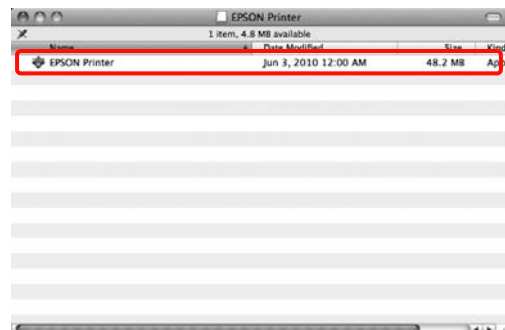 EPSON Printer
1 item, 4.8 MB available
Name Date Modified Size Kind
EPSON Printer Jun 3, 2010 12:00 AM 48.2 MB